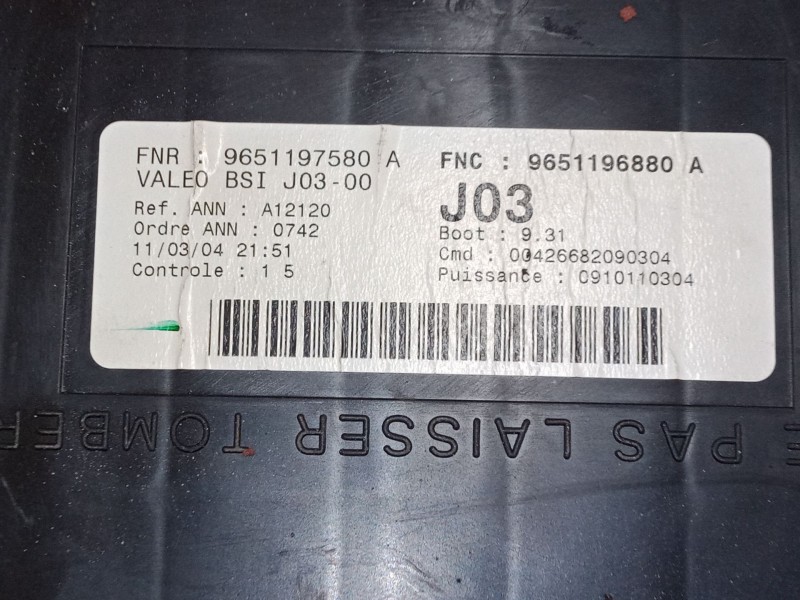 FNR : 9651197580 A
VALEO BSI J03-00
Ref. ANN : A12120
Ordre ANN : 0742
11/03/04 21:51
Controle : 1 5
FNC : 9651196880 A
J03
Boot : 9.31
Cmd : 00426682090304
Puissance : 0910110304
E PAS LAISSER TOMBER